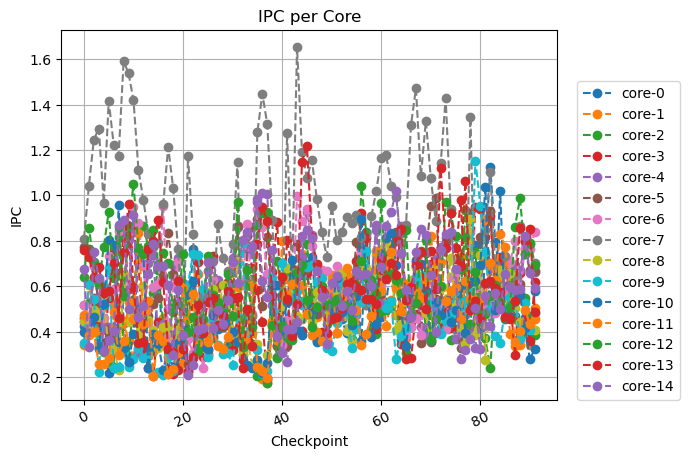 IPC per Core
IPC
1.6
1.4
1.2
1.0
0.8
0.6
0.4
0.2
0
20
40
60
80
Checkpoint
core-0
core-1
core-2
core-3
core-4
core-5
core-6
core-7
core-8
core-9
core-10
core-11
core-12
core-13
core-14